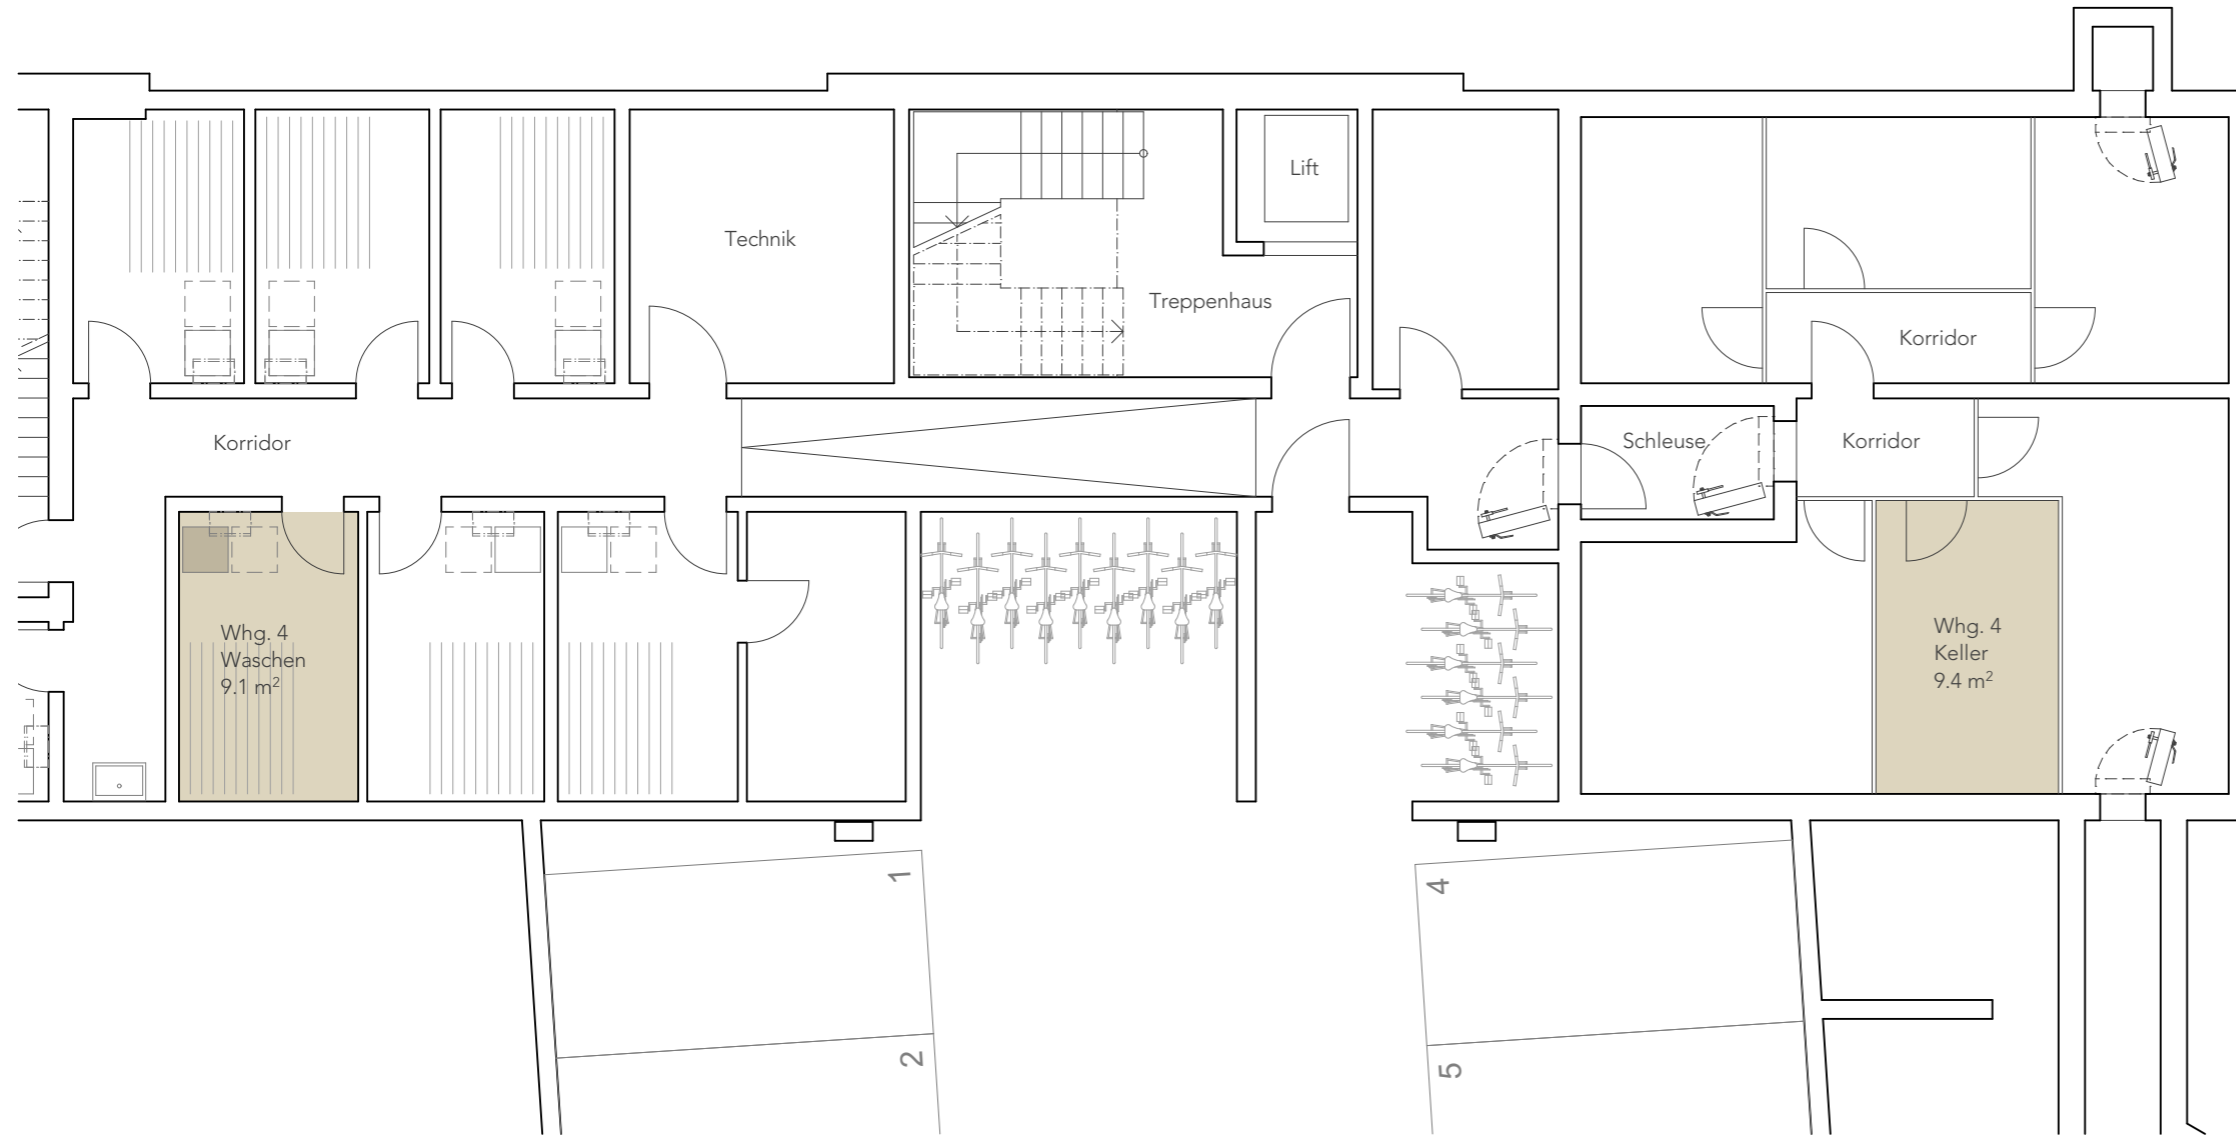 Lift
Technik
Treppenhaus
Korridor
Korridor
Schleuse
Korridor
Whg. 4
Waschen
9.1 m²
Whg. 4
Keller
9.4 m²
1
4
2
5